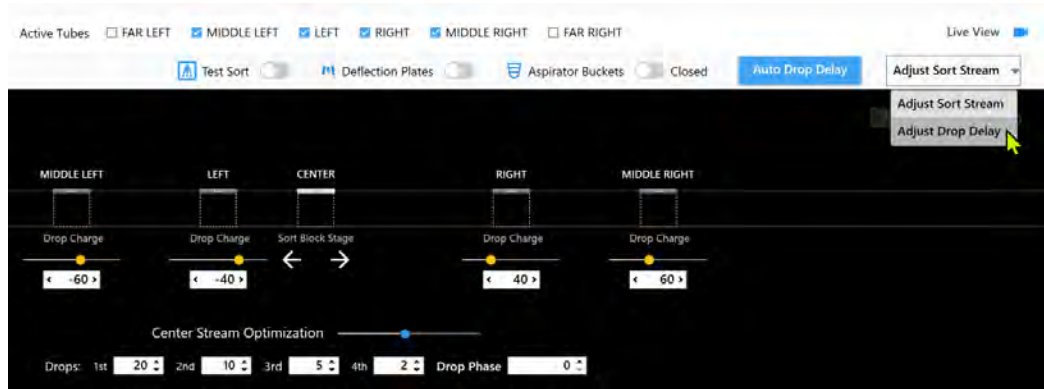 Active Tubes FAR LEFT MIDDLE LEFT LEFT RIGHT MIDDLE RIGHT FAR RIGHT Live View
Test Sort Deflection Plates Aspirator Buckets Closed Auto Drop Delay Adjust Sort Stream
Adjust Sort Stream
Adjust Drop Delay
MIDDLE LEFT LEFT CENTER RIGHT MIDDLE RIGHT
Drop Charge Drop Charge Sort Block Stage Drop Charge Drop Charge
-60 -40 40 60
Center Stream Optimization
Drops: 1st 20 2nd 10 3rd 5 4th 2 Drop Phase 0